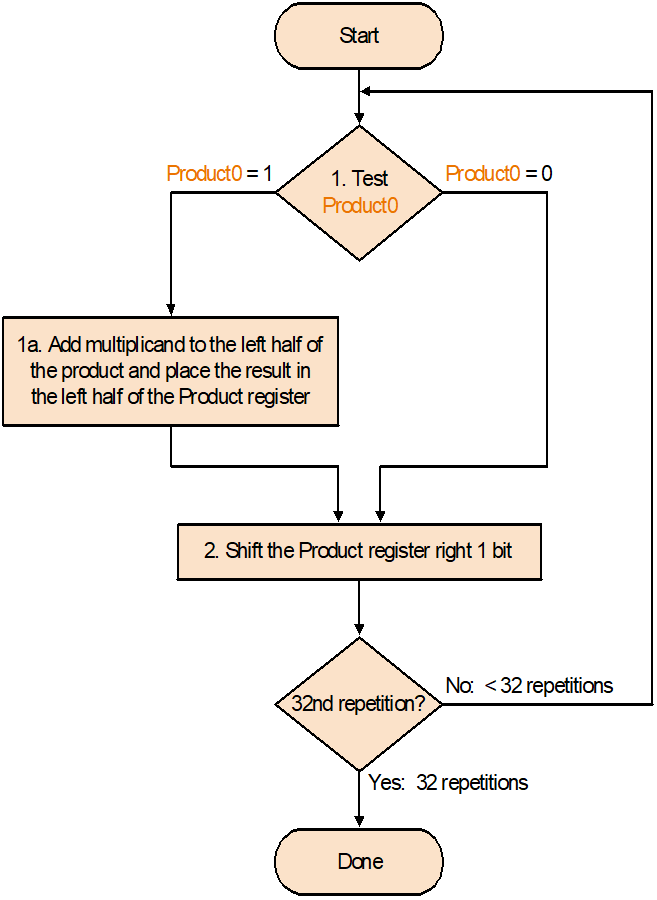 Start
Product0 = 1
1. Test
Product0
Product0 = 0
1a. Add multiplicand to the left half of
the product and place the result in
the left half of the Product register
2. Shift the Product register right 1 bit
32nd repetition?
No:  < 32 repetitions
Yes:  32 repetitions
Done